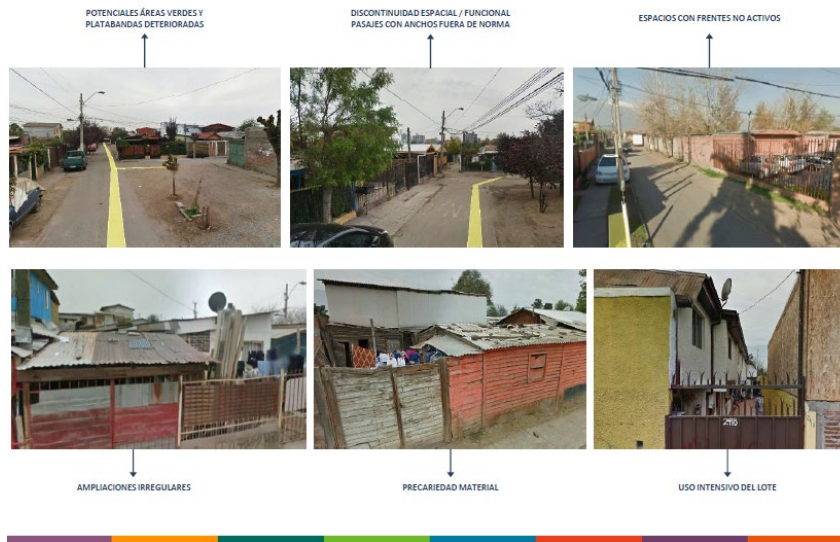 POTENCIALES ÁREAS VERDES Y
PLATABANDAS DETERIORADAS
DISCONTINUIDAD ESPACIAL / FUNCIONAL
PASAJES CON ANCHOS FUERA DE NORMA
ESPACIOS CON FRENTES NO ACTIVOS
AMPLIACIONES IRREGULARES
PRECARIEDAD MATERIAL
USO INTENSIVO DEL LOTE